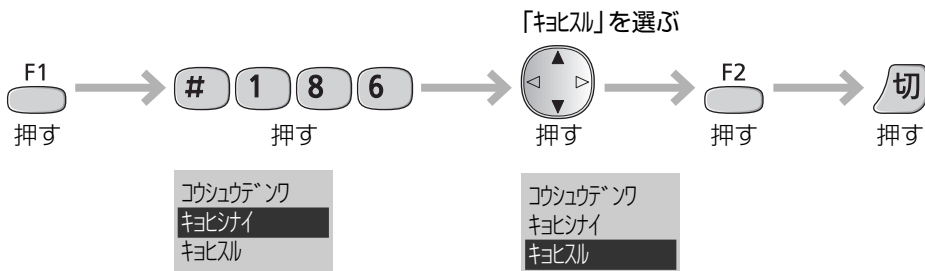 「ｷｮﾋｽﾙ」を選ぶ
F1
# 1 8 6
F2
切
押す
押す
押す
押す
押す
ｺｳｼｭｳﾃﾞﾝﾜ
ｷｮﾋｼﾅｲ
ｷｮﾋｽﾙ
ｺｳｼｭｳﾃﾞﾝﾜ
ｷｮﾋｼﾅｲ
ｷｮﾋｽﾙ